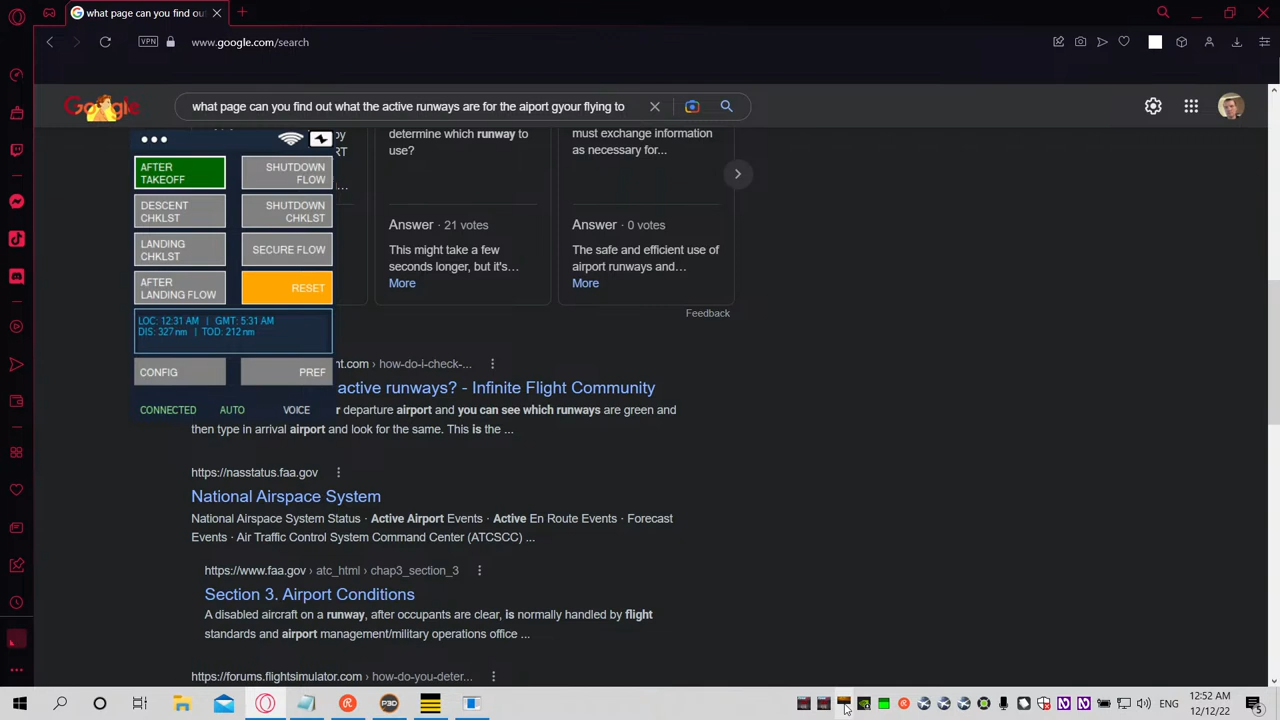 what page can you find out
VPN
www.google.com/search
Google
what page can you find out what the active runways are for the aiport gyour flying to
determine which runway to
use?
Answer · 21 votes
This might take a few
seconds longer, but it's...
More
must exchange information
as necessary for...
Answer · 0 votes
The safe and efficient use of
airport runways and...
More
Feedback
AFTER
TAKEOFF
SHUTDOWN
FLOW
DESCENT
CHKLST
SHUTDOWN
CHKLST
LANDING
CHKLST
SECURE FLOW
AFTER
LANDING FLOW
RESET
LOC: 12:31 AM | GMT: 5:31 AM
DIS: 327 nm | TOD: 212 nm
CONFIG
PREF
CONNECTED
AUTO
VOICE
nt.com › how-do-i-check-...
active runways? - Infinite Flight Community
r departure airport and you can see which runways are green and
then type in arrival airport and look for the same. This is the ...
https://nasstatus.faa.gov
National Airspace System
National Airspace System Status · Active Airport Events · Active En Route Events · Forecast
Events · Air Traffic Control System Command Center (ATCSCC) ...
https://www.faa.gov › atc_html › chap3_section_3
Section 3. Airport Conditions
A disabled aircraft on a runway, after occupants are clear, is normally handled by flight
standards and airport management/military operations office ...
https://forums.flightsimulator.com › how-do-you-deter...
P3D
ENG
12:52 AM
12/12/22
5